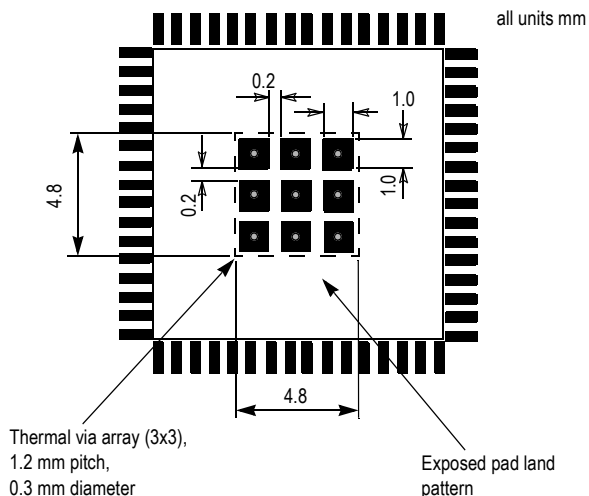 all units mm
0.2
1.0
4.8
0.2
1.0
4.8
Thermal via array (3x3),
1.2 mm pitch,
0.3 mm diameter
Exposed pad land
pattern